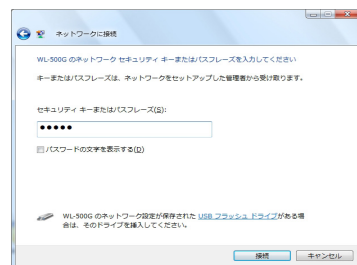 ネットワークに接続
WL-500G のネットワーク セキュリティ キーまたはパスフレーズを入力してください
キーまたはパスフレーズは、ネットワークをセットアップした管理者から受け取ります。
セキュリティ キーまたはパスフレーズ(S):
●●●●●
パスワードの文字を表示する(D)
WL-500G のネットワーク設定が保存された USB フラッシュ ドライブがある場
合は、そのドライブを挿入してください。
接続 キャンセル